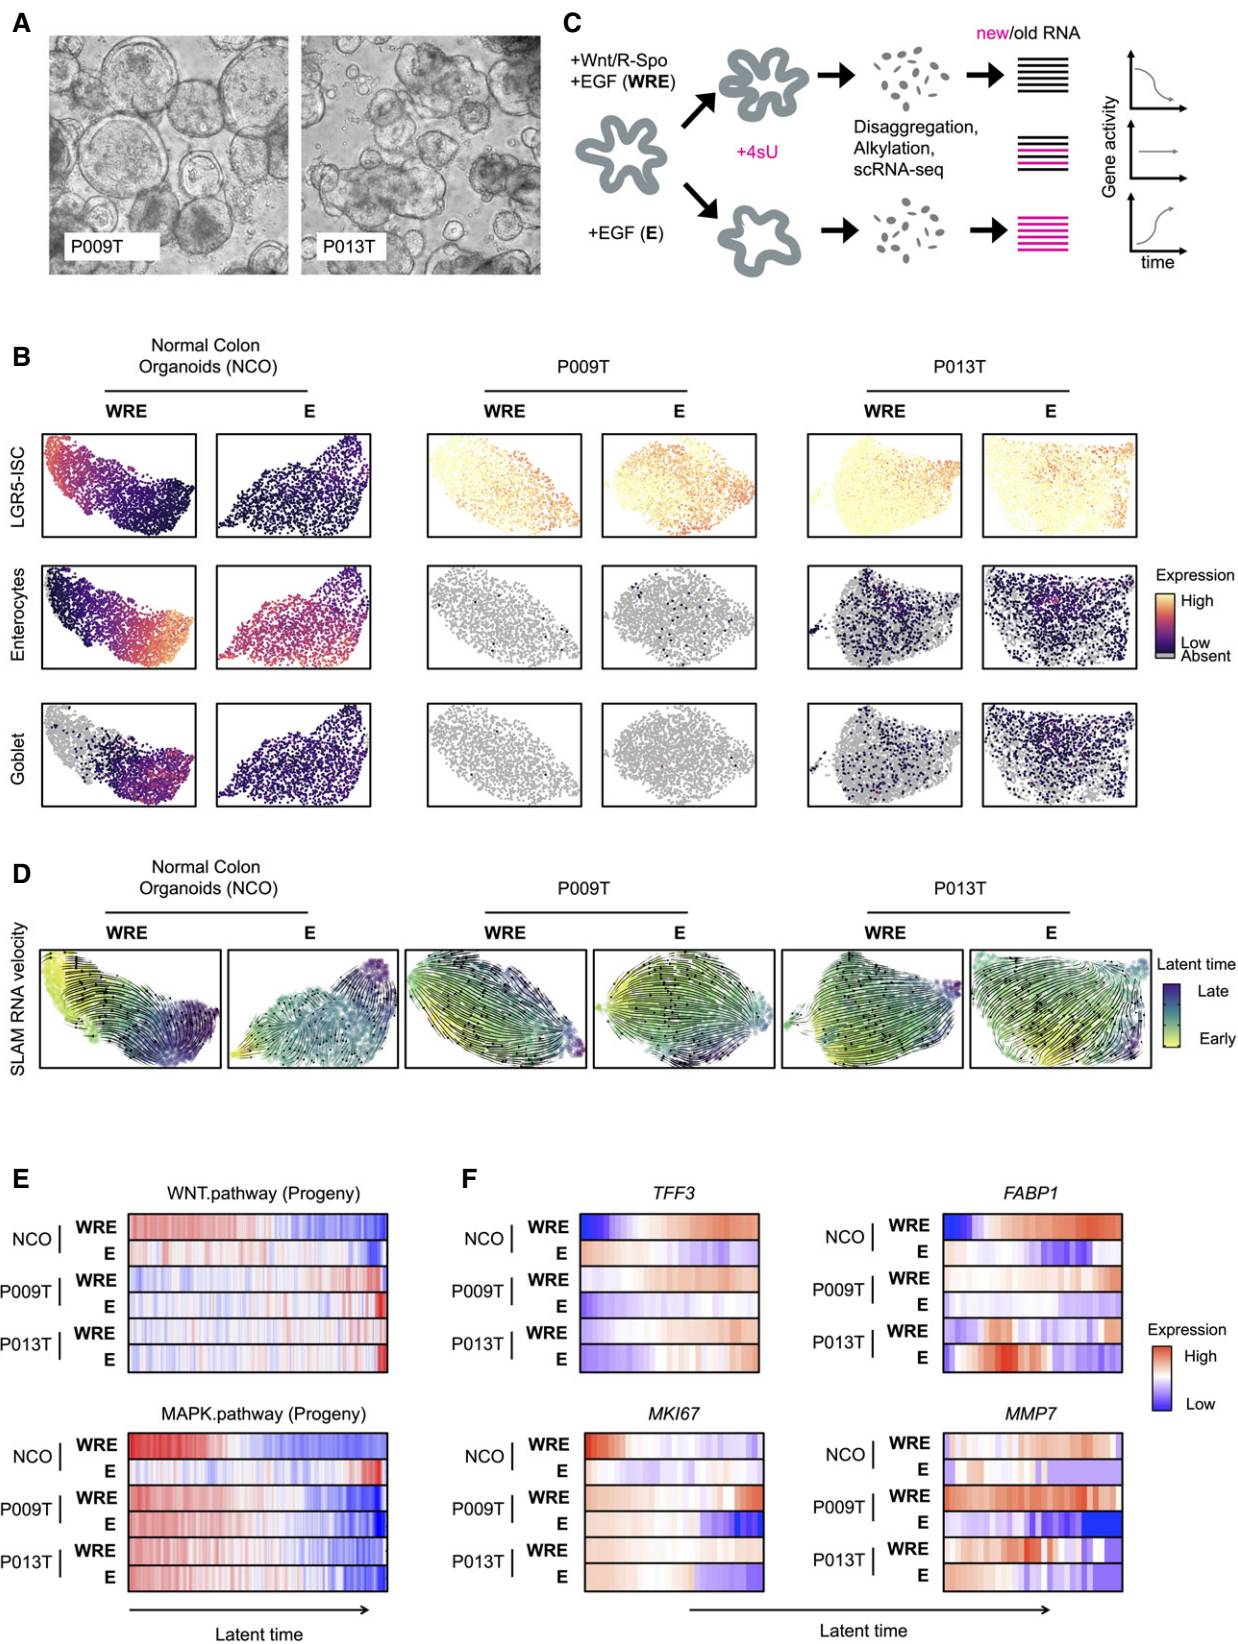 A
P009T
P013T
C
+Wnt/R-Spo
+EGF (WRE)
+4sU
+EGF (E)
Disaggregation,
Alkylation,
scRNA-seq
new/old RNA
Gene activity
time
B
Normal Colon
Organoids (NCO)
P009T
P013T
WRE E WRE E WRE E
LGR5-ISC
Enterocytes
Goblet
Expression
High
Low
Absent
D
Normal Colon
Organoids (NCO)
P009T
P013T
WRE E WRE E WRE E
SLAM RNA velocity
Latent time
Late
Early
E
WNT.pathway (Progeny)
NCO
WRE
E
P009T
WRE
E
P013T
WRE
E
MAPK.pathway (Progeny)
NCO
WRE
E
P009T
WRE
E
P013T
WRE
E
Latent time
F
TFF3
NCO
WRE
E
P009T
WRE
E
P013T
WRE
E
FABP1
NCO
WRE
E
P009T
WRE
E
P013T
WRE
E
Expression
High
Low
MKI67
NCO
WRE
E
P009T
WRE
E
P013T
WRE
E
MMP7
NCO
WRE
E
P009T
WRE
E
P013T
WRE
E
Latent time